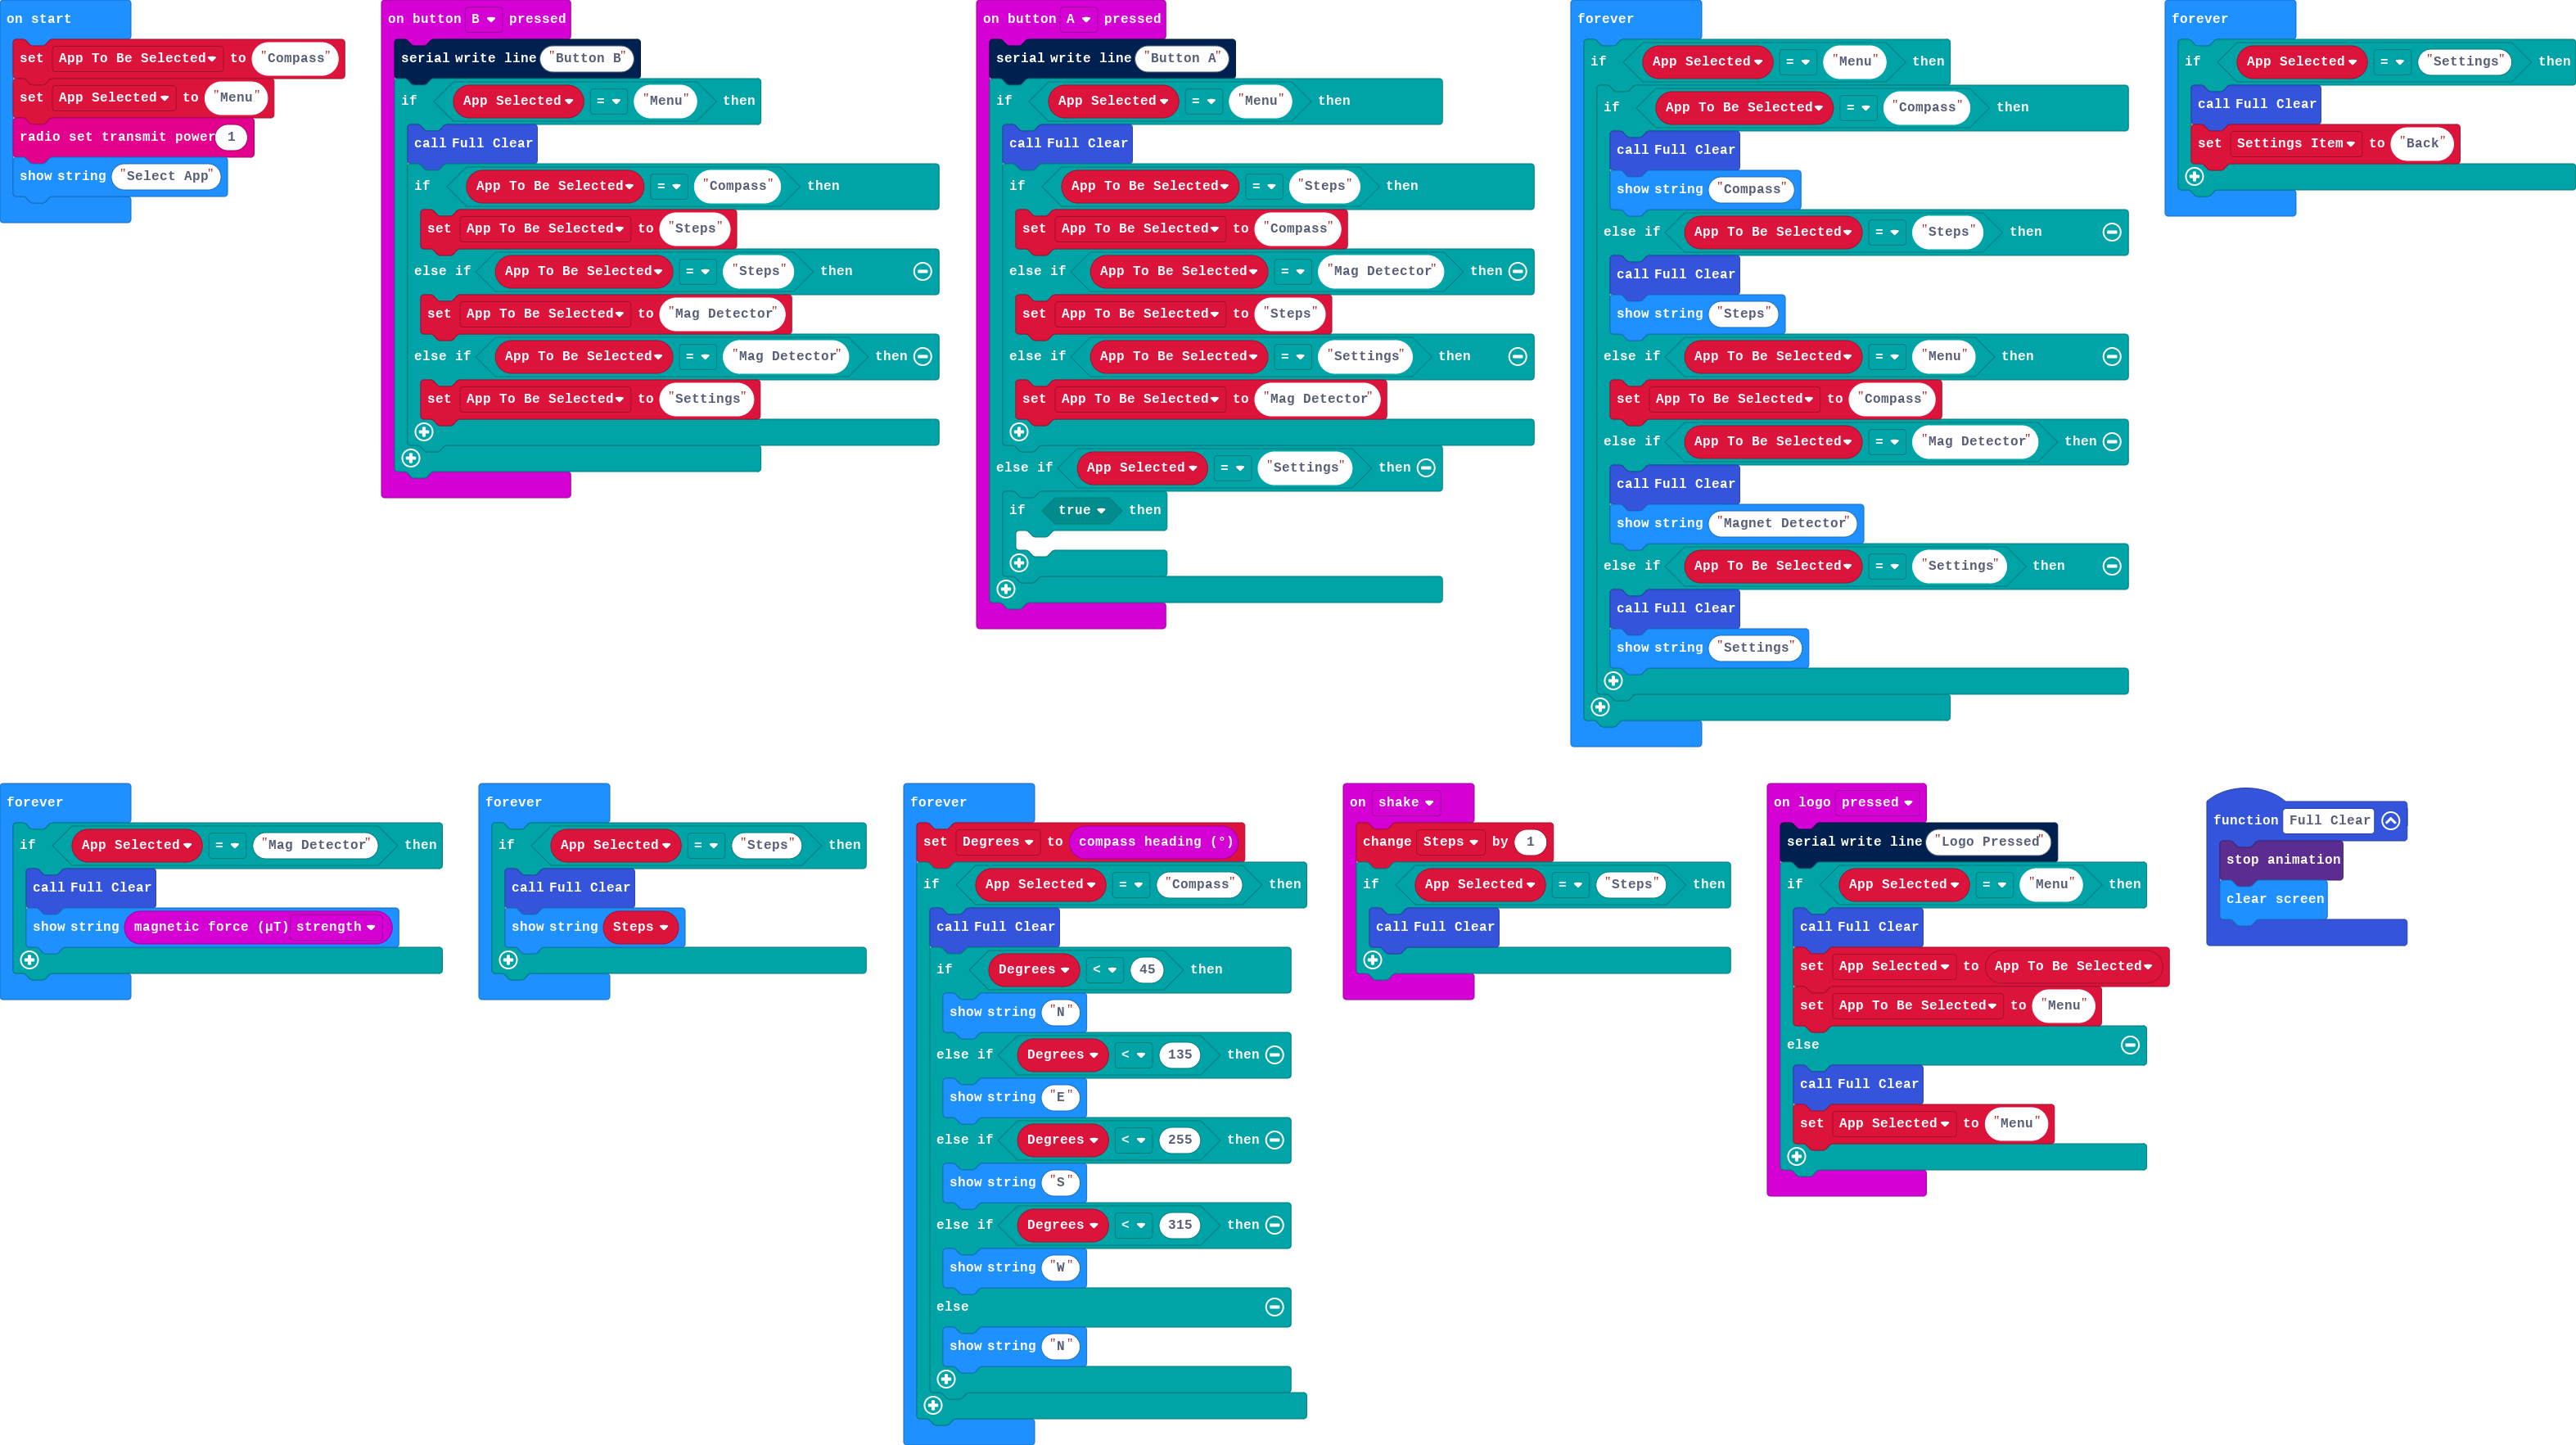 on start
set App To Be Selected to "Compass"
set App Selected to "Menu"
radio set transmit power 1
show string "Select App"
on button B pressed
serial write line "Button B"
if App Selected = "Menu" then
call Full Clear
if App To Be Selected = "Compass" then
set App To Be Selected to "Steps"
else if App To Be Selected = "Steps" then
set App To Be Selected to "Mag Detector"
else if App To Be Selected = "Mag Detector" then
set App To Be Selected to "Settings"
on button A pressed
serial write line "Button A"
if App Selected = "Menu" then
call Full Clear
if App To Be Selected = "Steps" then
set App To Be Selected to "Compass"
else if App To Be Selected = "Mag Detector" then
set App To Be Selected to "Steps"
else if App To Be Selected = "Settings" then
set App To Be Selected to "Mag Detector"
else if App Selected = "Settings" then
if true then
forever
if App Selected = "Menu" then
if App To Be Selected = "Compass" then
call Full Clear
show string "Compass"
else if App To Be Selected = "Steps" then
call Full Clear
show string "Steps"
else if App To Be Selected = "Menu" then
set App To Be Selected to "Compass"
else if App To Be Selected = "Mag Detector" then
call Full Clear
show string "Magnet Detector"
else if App To Be Selected = "Settings" then
call Full Clear
show string "Settings"
forever
if App Selected = "Settings" then
call Full Clear
set Settings Item to "Back"
forever
if App Selected = "Mag Detector" then
call Full Clear
show string magnetic force (µT) strength
forever
if App Selected = "Steps" then
call Full Clear
show string Steps
forever
set Degrees to compass heading (°)
if App Selected = "Compass" then
call Full Clear
if Degrees < 45 then
show string "N"
else if Degrees < 135 then
show string "E"
else if Degrees < 255 then
show string "S"
else if Degrees < 315 then
show string "W"
else
show string "N"
on shake
change Steps by 1
if App Selected = "Steps" then
call Full Clear
on logo pressed
serial write line "Logo Pressed"
if App Selected = "Menu" then
call Full Clear
set App Selected to App To Be Selected
set App To Be Selected to "Menu"
else
call Full Clear
set App Selected to "Menu"
function Full Clear
stop animation
clear screen